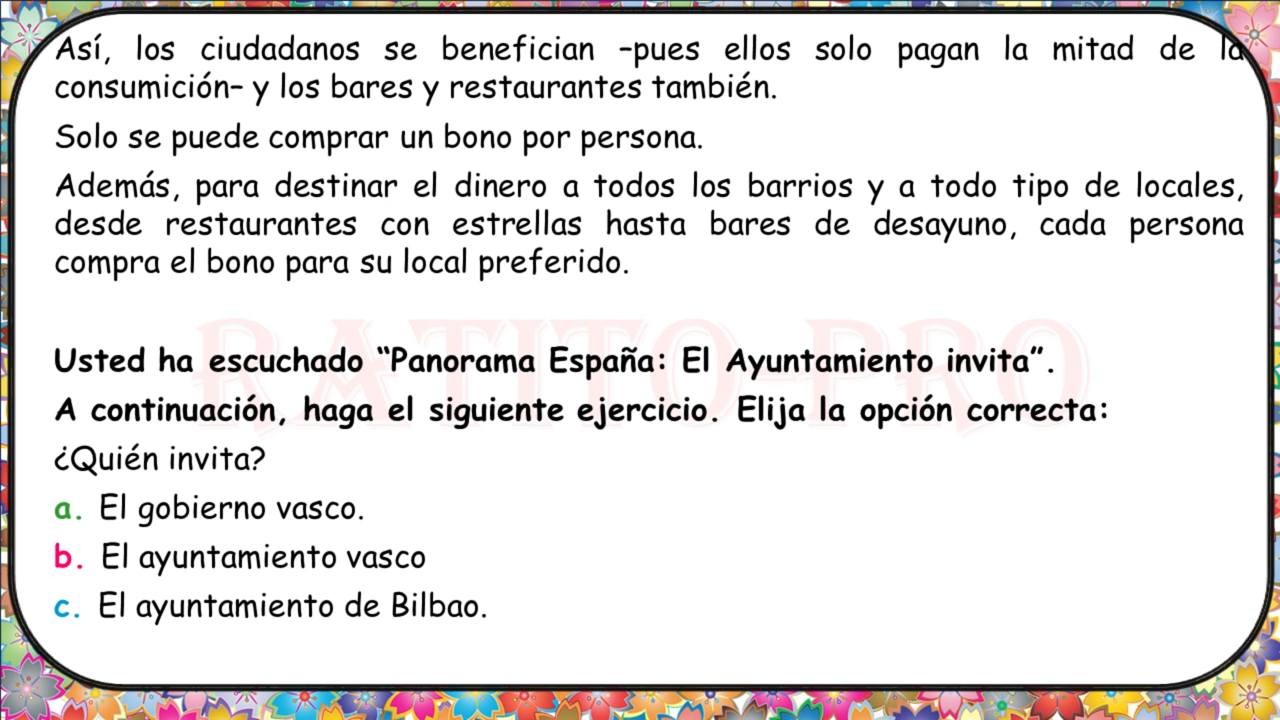 Así, los ciudadanos se benefician –pues ellos solo pagan la mitad de la
consumición– y los bares y restaurantes también.
Solo se puede comprar un bono por persona.
Además, para destinar el dinero a todos los barrios y a todo tipo de locales,
desde restaurantes con estrellas hasta bares de desayuno, cada persona
compra el bono para su local preferido.
RATITO-PRO
Usted ha escuchado “Panorama España: El Ayuntamiento invita”.
A continuación, haga el siguiente ejercicio. Elija la opción correcta:
¿Quién invita?
a. El gobierno vasco.
b. El ayuntamiento vasco
c. El ayuntamiento de Bilbao.